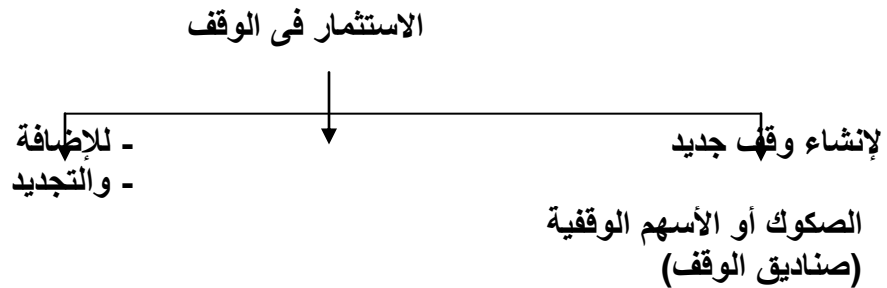 الاستثمار فى الوقف
لإنشاء وقف جديد
- للإضافة
- والتجديد
الصكوك أو الأسهم الوقفية
(صناديق الوقف)